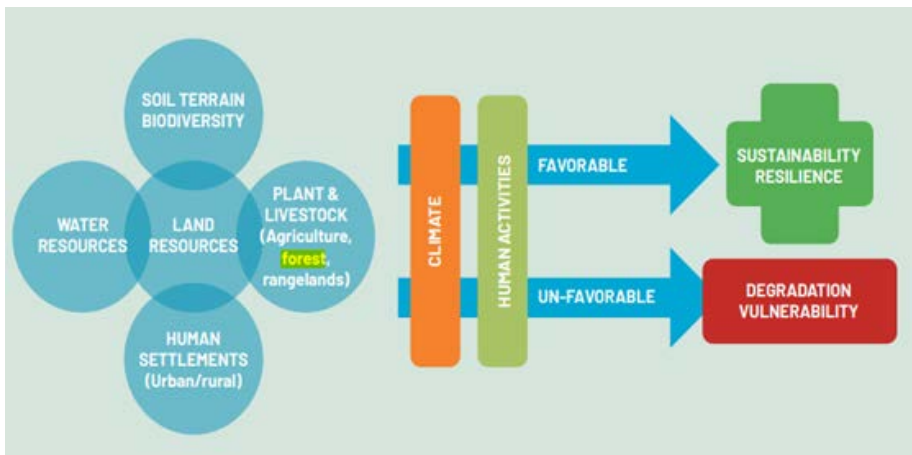 SOIL TERRAIN
BIODIVERSITY
WATER
RESOURCES
LAND
RESOURCES
PLANT &
LIVESTOCK
(Agriculture,
forest,
rangelands)
HUMAN
SETTLEMENTS
(Urban/rural)
CLIMATE
HUMAN ACTIVITIES
FAVORABLE
UN-FAVORABLE
SUSTAINABILITY
RESILIENCE
DEGRADATION
VULNERABILITY